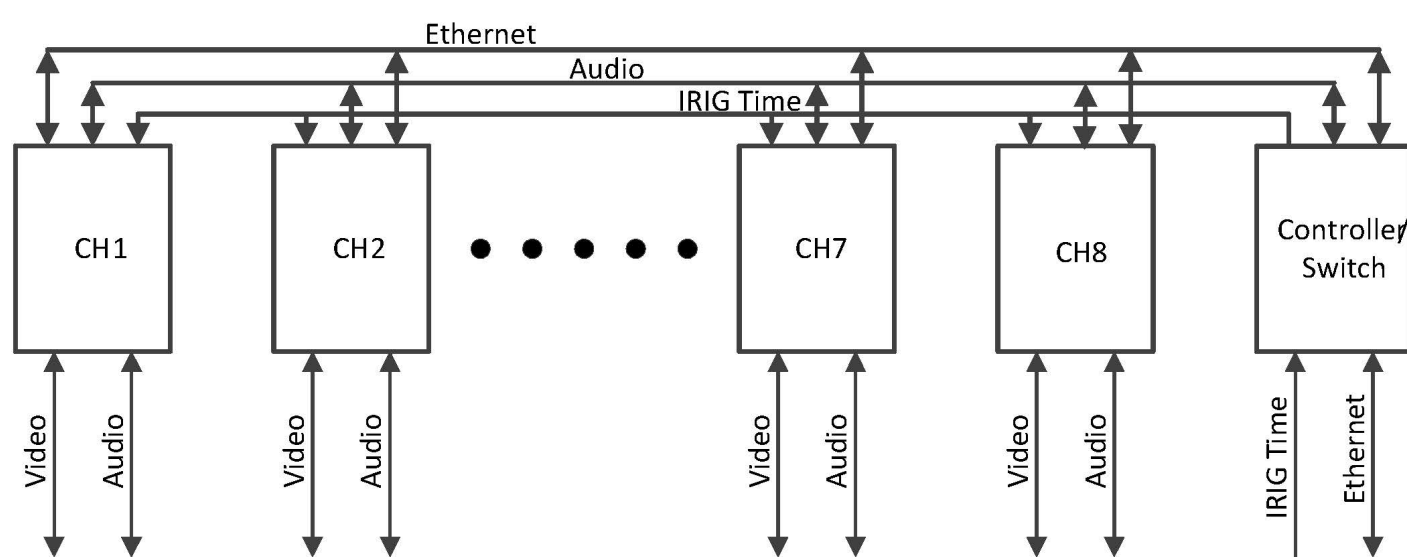 Ethernet
Audio
IRIG Time
CH1
CH2
CH7
CH8
Controller/
Switch
Video
Audio
Video
Audio
Video
Audio
Video
Audio
IRIG Time
Ethernet